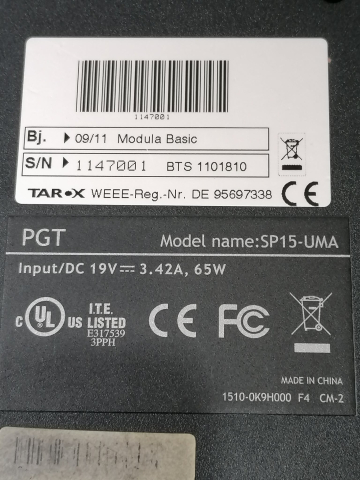 1147001
Bj. 09/11 Modula Basic
S/N 1147001 BTS 1101810
TAROX WEEE-Reg.-Nr. DE 95697338 CE
PGT Model name:SP15-UMA
Input/DC 19V⎓3.42A, 65W
c UL US LISTED
I.T.E.
E317539
3PPH
CE FC
MADE IN CHINA
1510-0K9H000 F4 CM-2